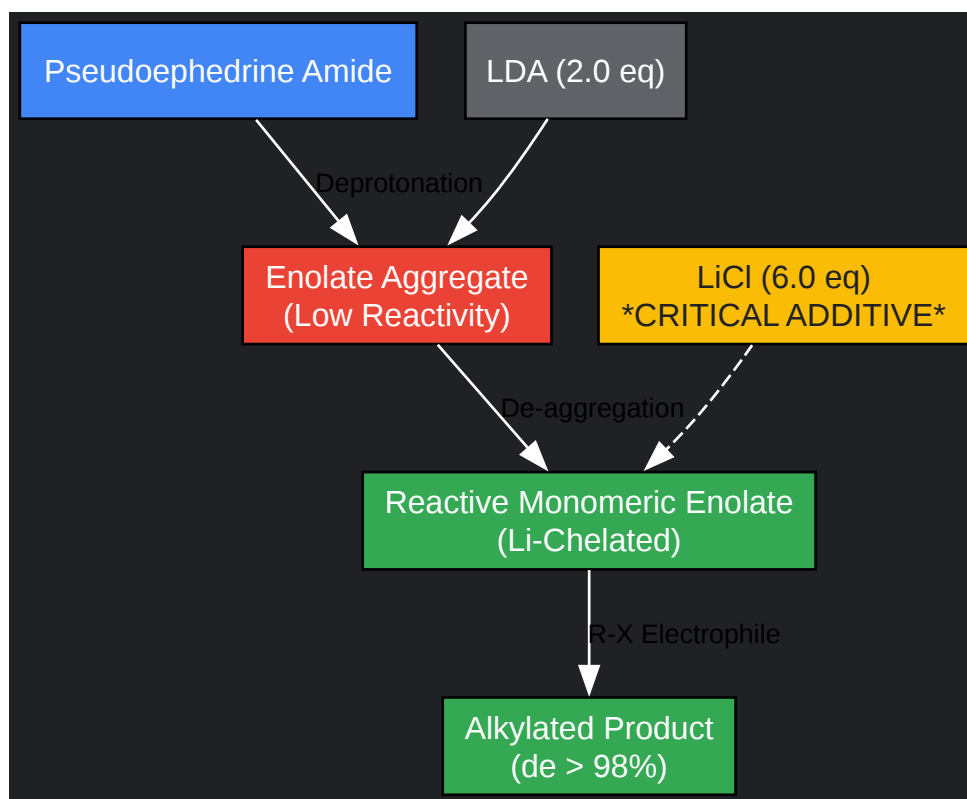 Pseudoephedrine Amide
LDA (2.0 eq)
Deprotonation
Enolate Aggregate
(Low Reactivity)
LiCl (6.0 eq)
*CRITICAL ADDITIVE*
De-aggregation
Reactive Monomeric Enolate
(Li-Chelated)
R-X Electrophile
Alkylated Product
(de > 98%)